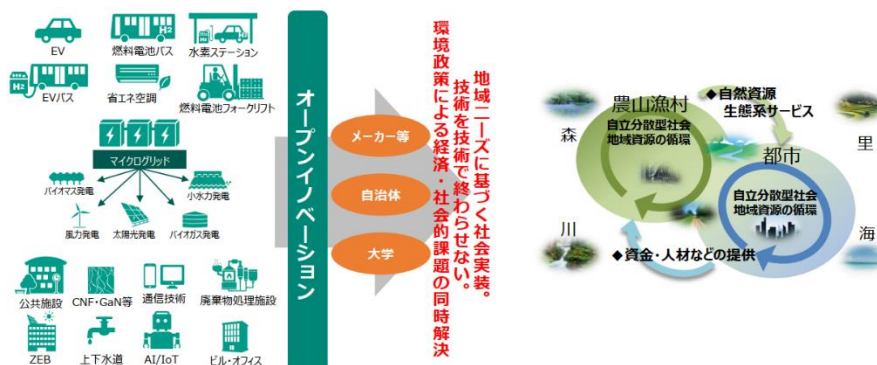 EV
燃料電池バス
水素ステーション
EVバス
省エネ空調
燃料電池フォークリフト
マイクログリッド
バイオマス発電
小水力発電
風力発電
太陽光発電
バイオガス発電
公共施設
CNF・GaN等
通信技術
廃棄物処理施設
ZEB
上下水道
AI/IoT
ビル・オフィス
H2
H2
オープンイノベーション
メーカー等
自治体
大学
地域ニーズに基づく社会実装。
技術を技術で終わらせない。
環境政策による経済・社会的課題の同時解決
森
農山漁村
自立分散型社会
地域資源の循環
◆自然資源
生態系サービス
里
都市
自立分散型社会
地域資源の循環
川
◆資金・人材などの提供
海